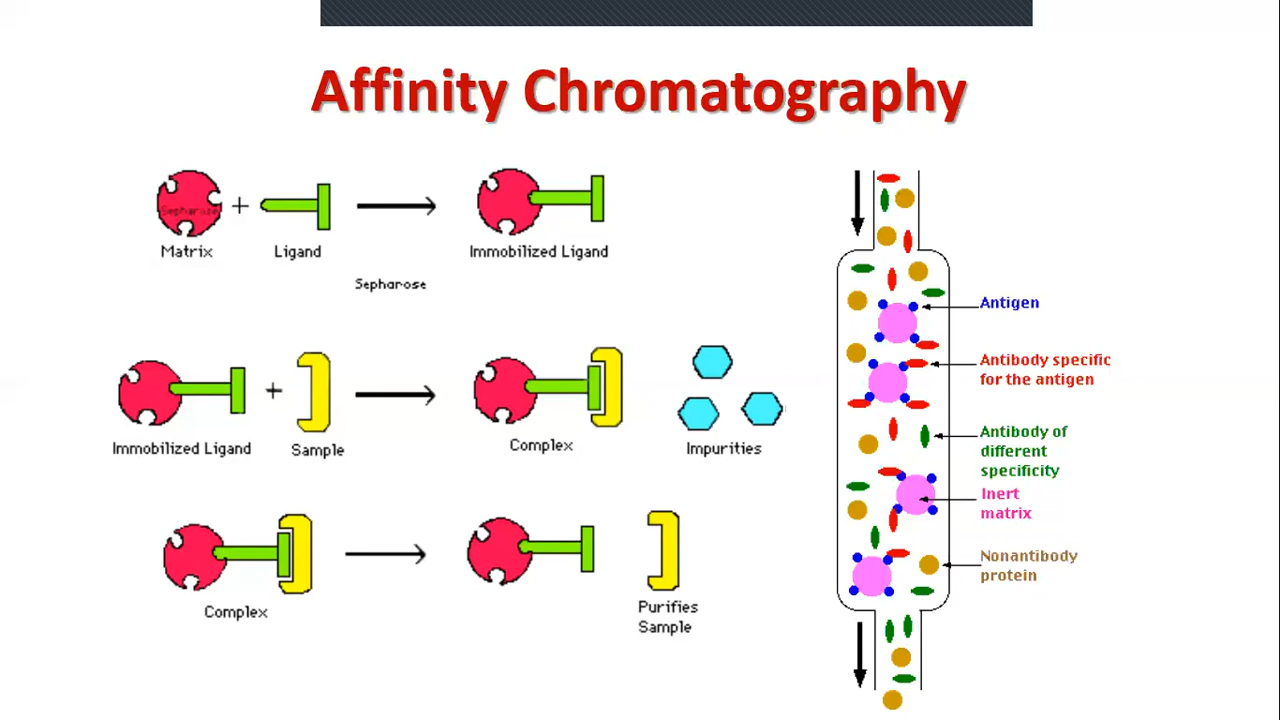 Affinity Chromatography
Sepharose
Matrix
Ligand
Immobilized Ligand
Sepharose
Immobilized Ligand
Sample
Complex
Impurities
Complex
Purifies
Sample
Antigen
Antibody specific
for the antigen
Antibody of
different
specificity
Inert
matrix
Nonantibody
protein